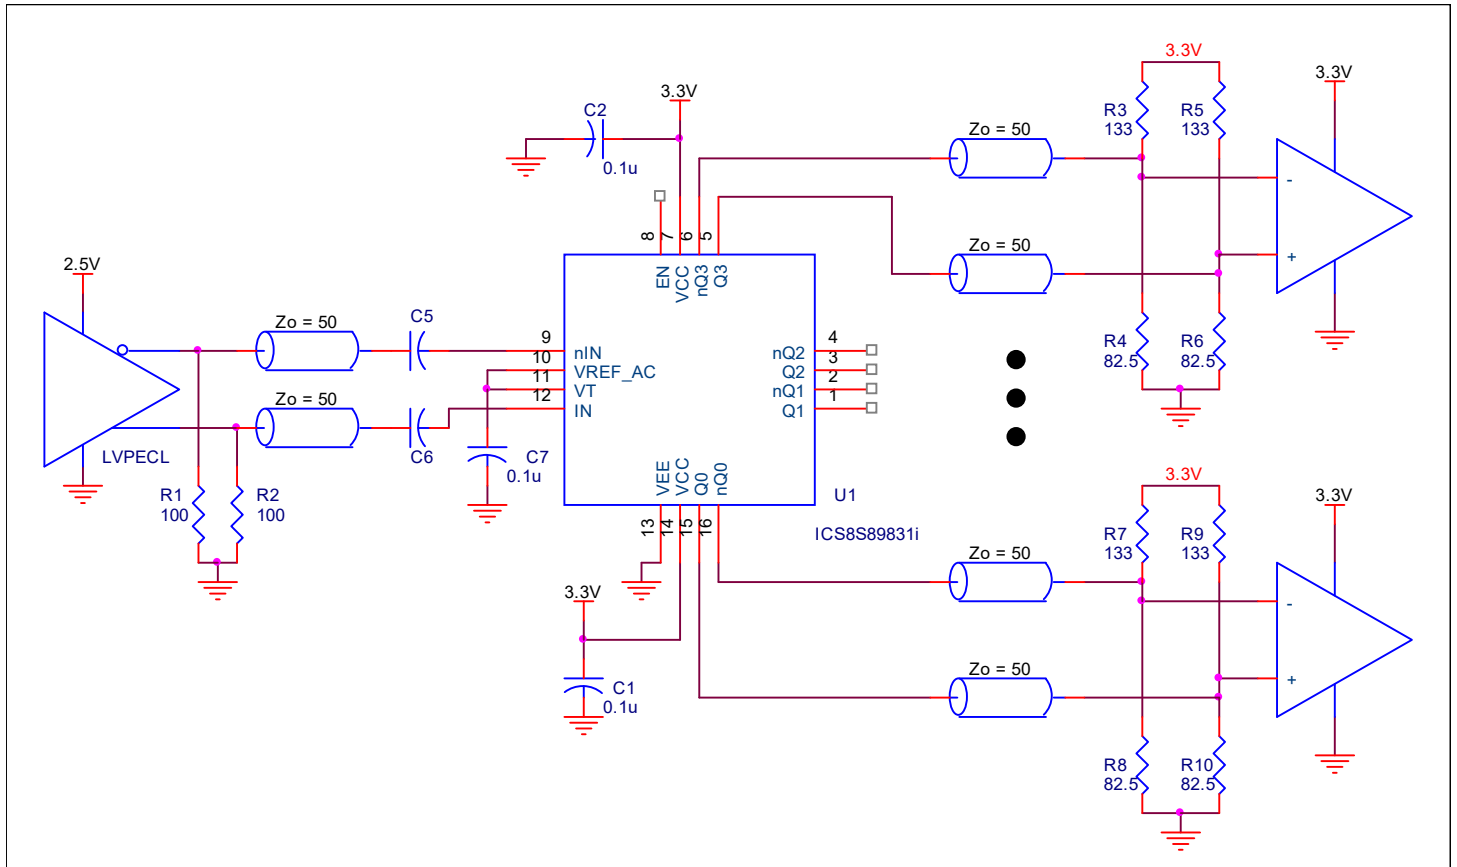 3.3V
3.3V
3.3V
C2
0.1u
R3
133
R5
133
Zo = 50
-
+
8
7
6
5
EN
VCC
nQ3
Q3
Zo = 50
2.5V
Zo = 50
C5
9
nIN
10
VREF_AC
11
VT
12
IN
4
nQ2
3
Q2
2
nQ1
1
Q1
R4
82.5
R6
82.5
Zo = 50
C6
LVPECL
C7
0.1u
R1
100
R2
100
VEE
VCC
Q0
nQ0
13
14
15
16
U1
ICS8S89831i
3.3V
3.3V
R7
133
R9
133
Zo = 50
-
+
3.3V
C1
0.1u
Zo = 50
R8
82.5
R10
82.5